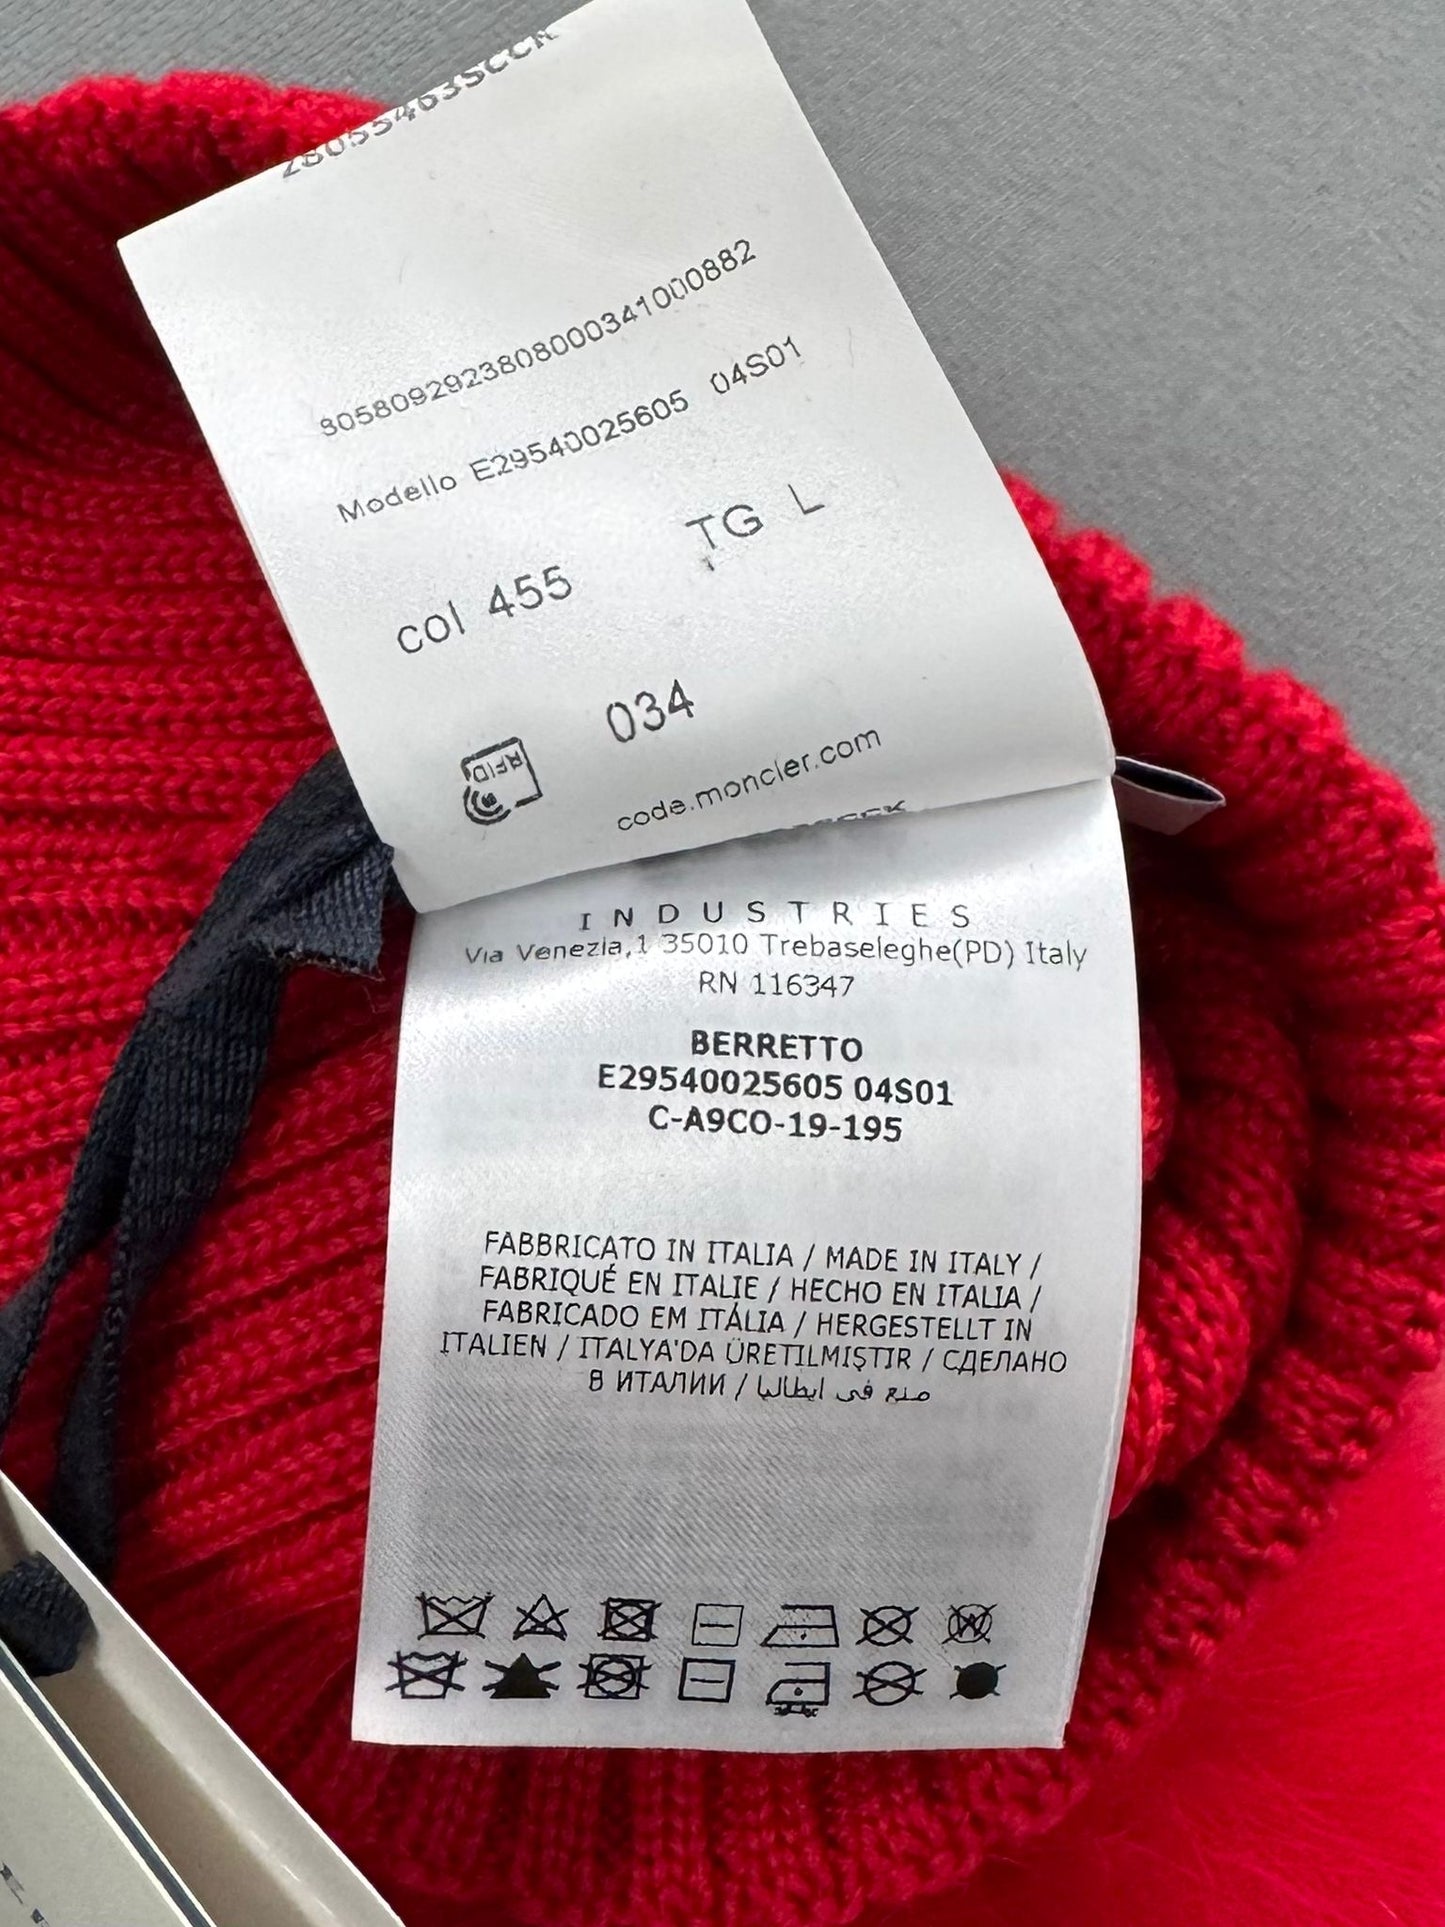 28055463SCCK
8058092923808000341000882
Modello E29540025605 04S01
col 455 TG L
034
RFID
code.moncler.com
INDUSTRIES
Via Venezia,1 35010 Trebaseleghe(PD) Italy
RN 116347
BERRETTO
E29540025605 04S01
C-A9CO-19-195
FABBRICATO IN ITALIA / MADE IN ITALY /
FABRIQUÉ EN ITALIE / HECHO EN ITALIA /
FABRICADO EM ITÁLIA / HERGESTELLT IN
ITALIEN / ITALYA'DA ÜRETILMIŞTIR / СДЕЛАНО
В ИТАЛИИ / صنع في ايطاليا
W